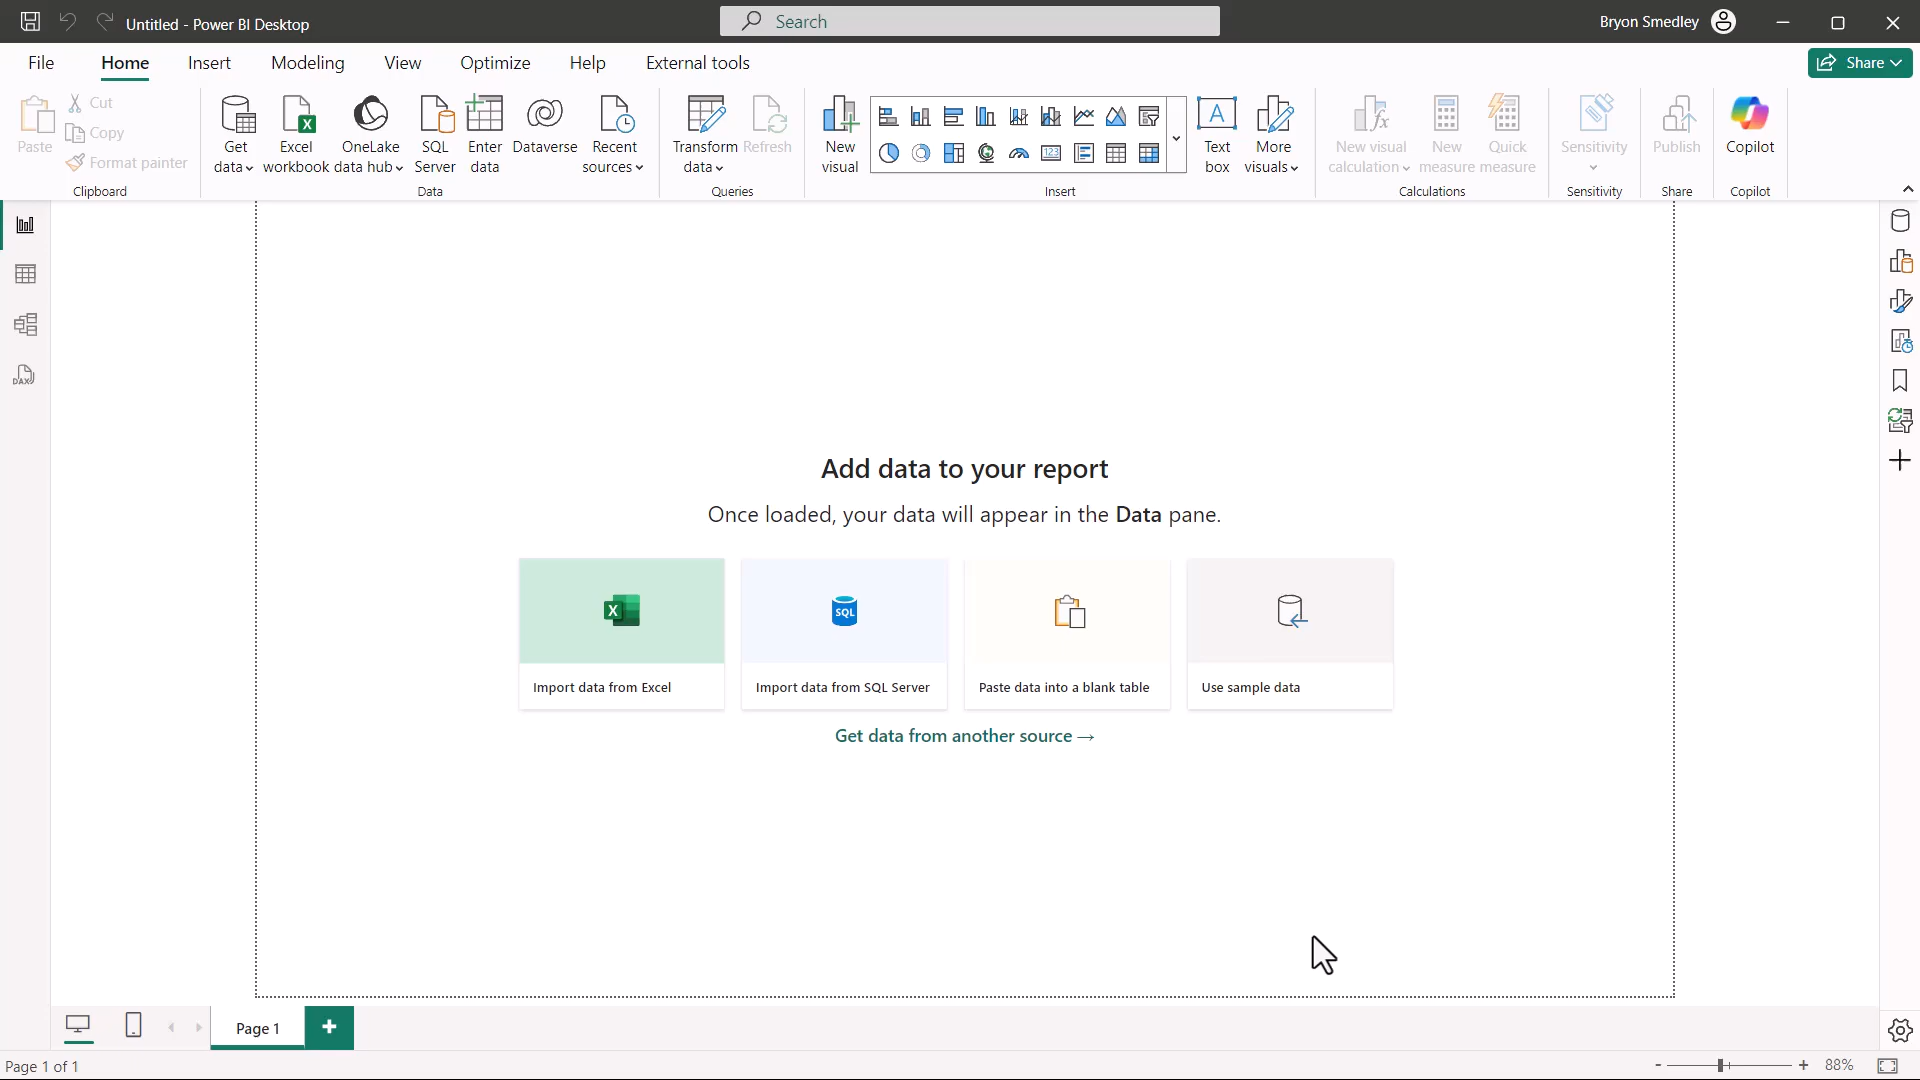 Untitled - Power BI Desktop
Search
Bryon Smedley
File
Home
Insert
Modeling
View
Optimize
Help
External tools
Share
Paste
Cut
Copy
Format painter
Clipboard
Get data
Excel workbook
OneLake data hub
SQL Server
Enter data
Dataverse
Recent sources
Data
Transform data
Refresh
Queries
New visual
123
A
Text box
More visuals
Insert
New visual calculation
New measure
Quick measure
Calculations
Sensitivity
Sensitivity
Publish
Share
Copilot
Copilot
DAX
Add data to your report
Once loaded, your data will appear in the Data pane.
X
SQL
Import data from Excel
Import data from SQL Server
Paste data into a blank table
Use sample data
Get data from another source →
Page 1
Page 1 of 1
- + 88%